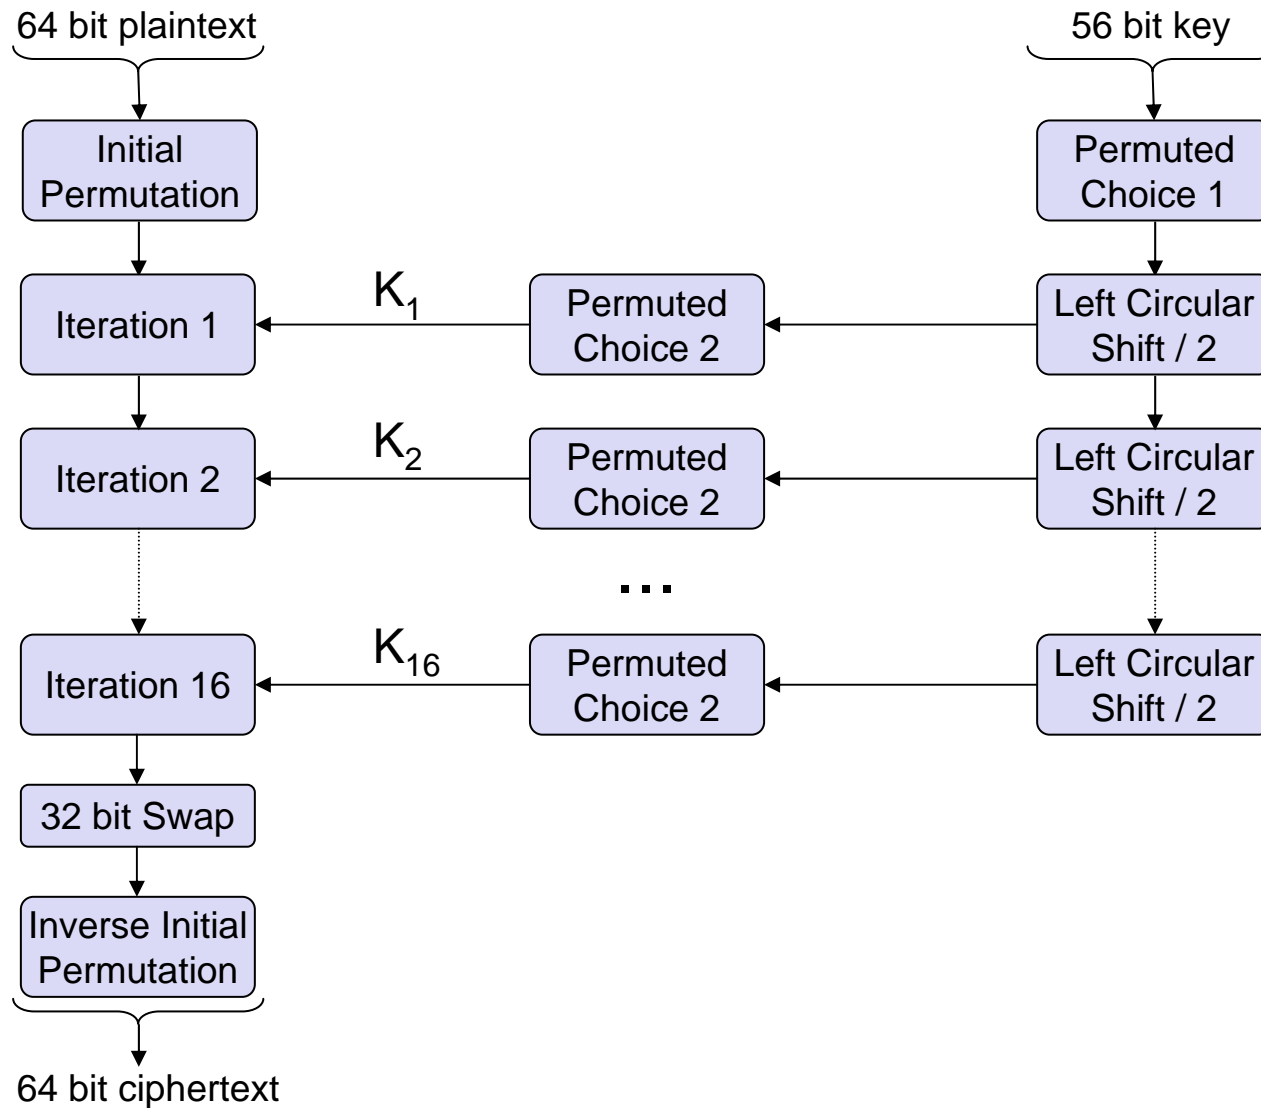 64 bit plaintext
56 bit key
Initial
Permutation
Permuted
Choice 1
Iteration 1
K₁
Permuted
Choice 2
Left Circular
Shift / 2
Iteration 2
K₂
Permuted
Choice 2
Left Circular
Shift / 2
...
Iteration 16
K₁₆
Permuted
Choice 2
Left Circular
Shift / 2
32 bit Swap
Inverse Initial
Permutation
64 bit ciphertext